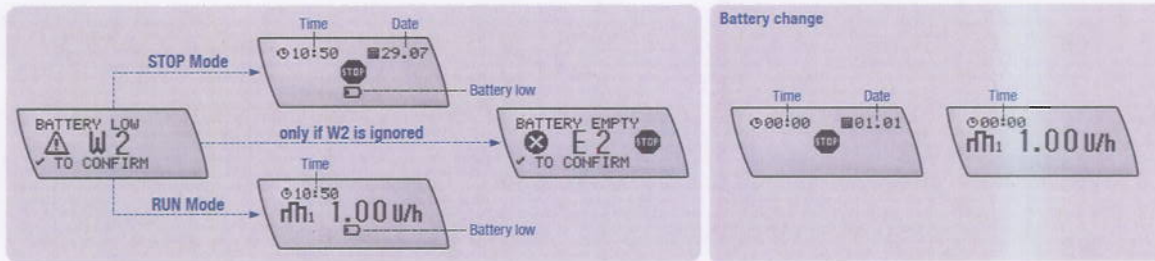 Time Date
STOP Mode
10:50 29.07
STOP
Battery low
BATTERY LOW
W2
✓ TO CONFIRM
only if W2 is ignored
BATTERY EMPTY
E2 STOP
✓ TO CONFIRM
Time
RUN Mode
10:50
1 1.00 U/h
Battery low
Battery change
Time Date
00:00 01.01
STOP
Time
00:00
1 1.00 U/h